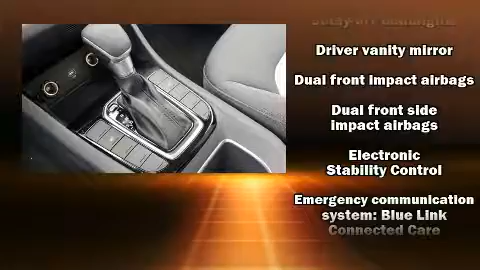 Driver vanity mirror
Dual front impact airbags
Dual front side
impact airbags
Electronic
Stability Control
Emergency communication
system: Blue Link
Connected Care